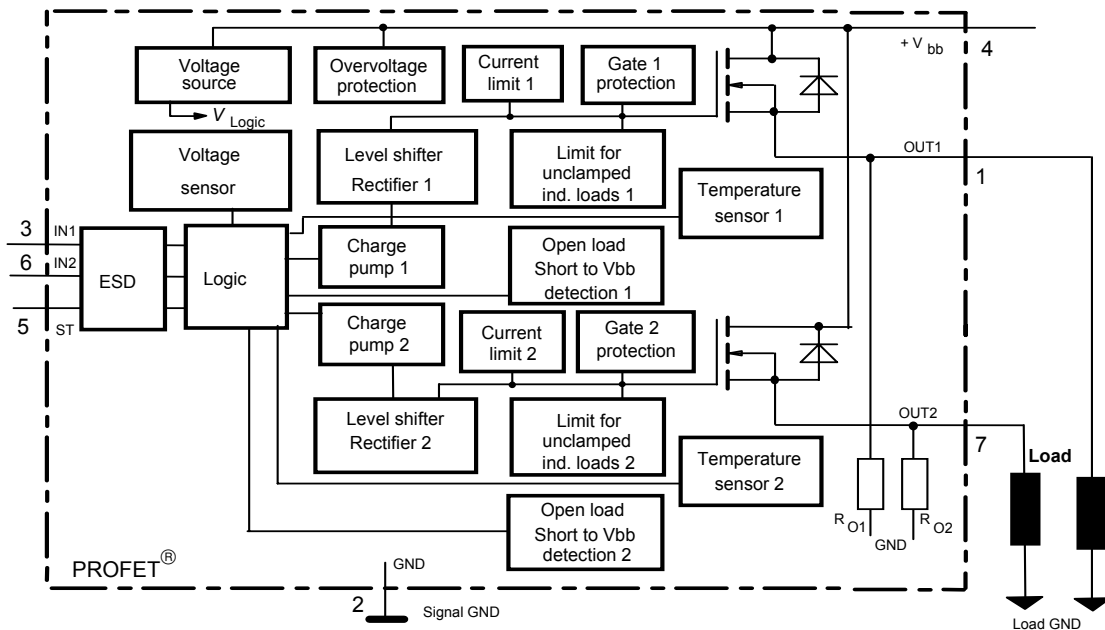 + V bb
4
Voltage source
Overvoltage protection
Current limit 1
Gate 1 protection
V Logic
Voltage sensor
Level shifter Rectifier 1
Limit for unclamped ind. loads 1
OUT1
1
Temperature sensor 1
3
IN1
6
IN2
5
ST
ESD
Logic
Charge pump 1
Open load Short to Vbb detection 1
Charge pump 2
Current limit 2
Gate 2 protection
Level shifter Rectifier 2
Limit for unclamped ind. loads 2
OUT2
7
Load
Temperature sensor 2
R O1
R O2
GND
Open load Short to Vbb detection 2
PROFET®
GND
2
Signal GND
Load GND